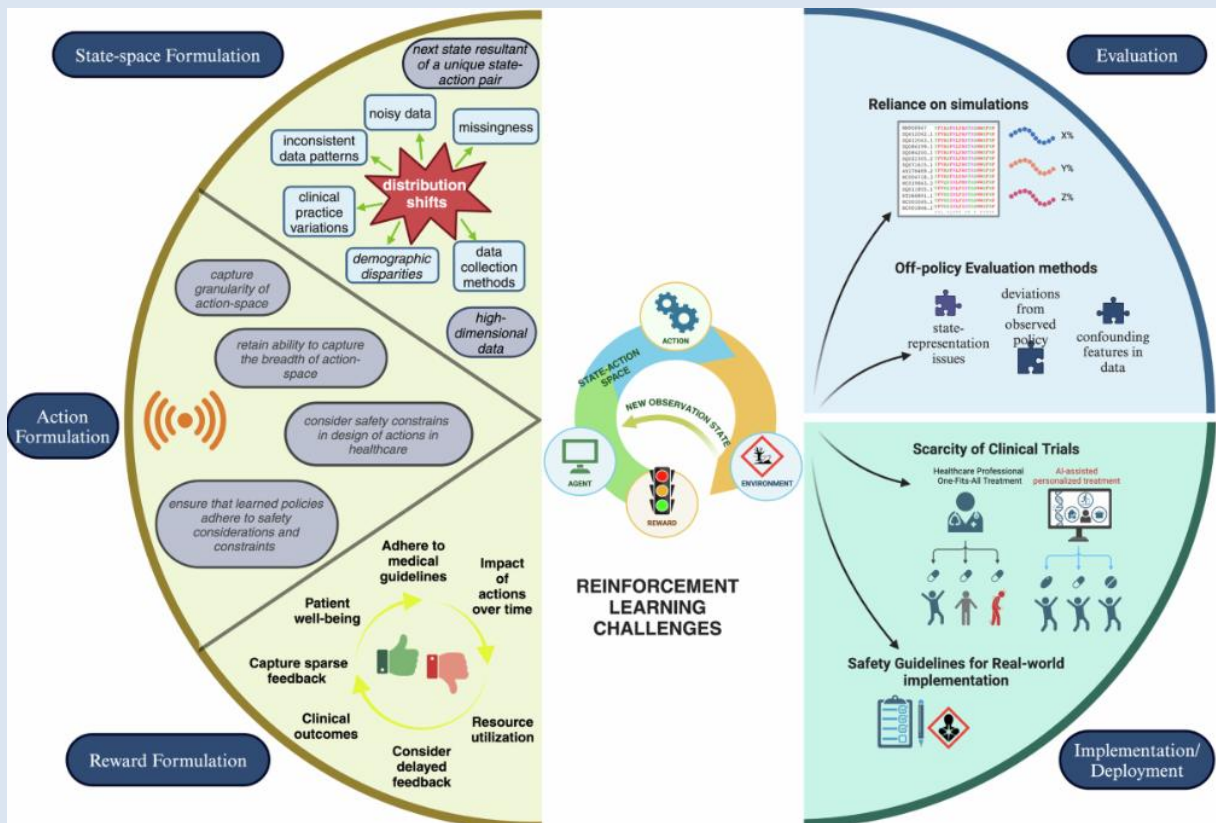 State-space Formulation
next state resultant
of a unique state-
action pair
noisy data
missingness
inconsistent
data patterns
distribution
shifts
clinical
practice
variations
demographic
disparities
data
collection
methods
high-
dimensional
data
Action
Formulation
capture
granularity of
action-space
retain ability to capture
the breadth of action-
space
consider safety constrains
in design of actions in
healthcare
ensure that learned policies
adhere to safety
considerations and
constraints
Reward Formulation
Adhere to
medical
guidelines
Impact of
actions
over time
Patient
well-being
Capture sparse
feedback
Clinical
outcomes
Consider
delayed
feedback
Resource
utilization
ACTION
STATE-ACTION
SPACE
NEW OBSERVATION STATE
AGENT
REWARD
ENVIRONMENT
REINFORCEMENT
LEARNING
CHALLENGES
Evaluation
Reliance on simulations
X%
Y%
Z%
Off-policy Evaluation methods
state-
representation
issues
deviations
from
observed
policy
confounding
features in
data
Scarcity of Clinical Trials
Healthcare Professional
One-Fits-All Treatment
AI-assisted
personalized treatment
Safety Guidelines for Real-world
implementation
Implementation/
Deployment